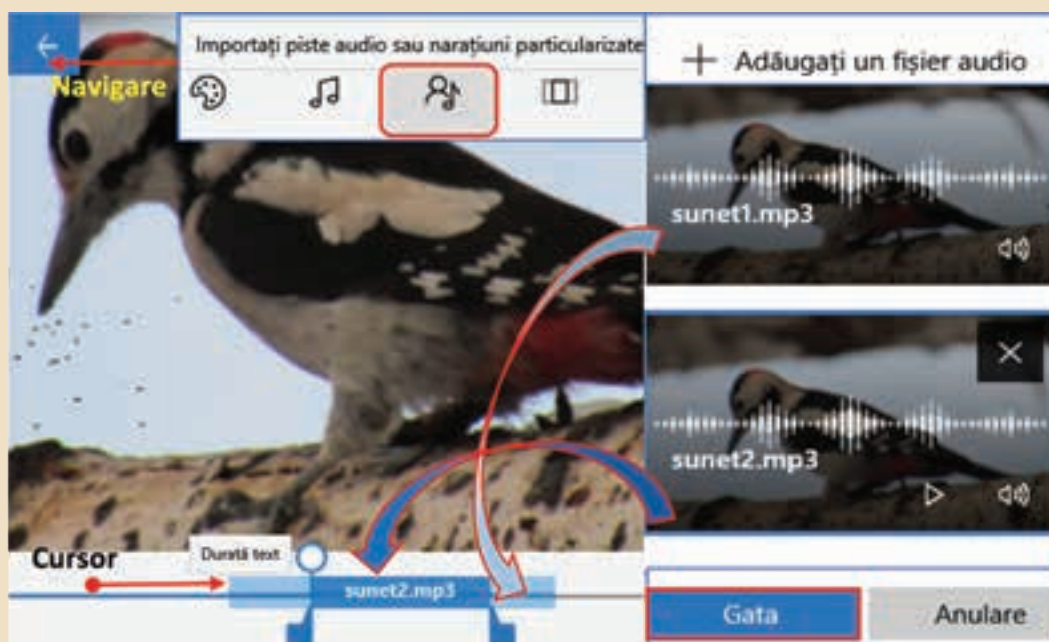 Importați piste audio sau narațiuni particularizate
Navigare
Adăugați un fișier audio
sunet1.mp3
sunet2.mp3
Cursor
Durată text
sunet2.mp3
Gata
Anulare